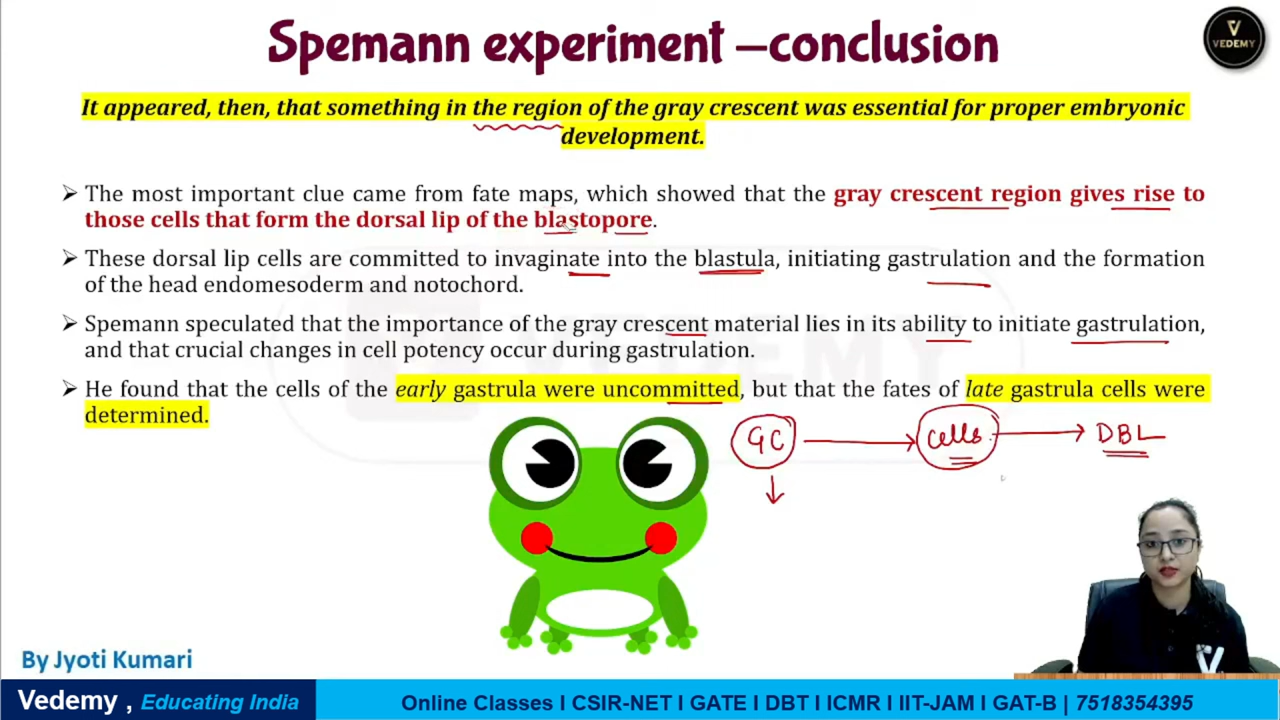 Spemann experiment –conclusion
VEDEMY
It appeared, then, that something in the region of the gray crescent was essential for proper embryonic
development.
➢ The most important clue came from fate maps, which showed that the gray crescent region gives rise to
those cells that form the dorsal lip of the blastopore.
➢ These dorsal lip cells are committed to invaginate into the blastula, initiating gastrulation and the formation
of the head endomesoderm and notochord.
➢ Spemann speculated that the importance of the gray crescent material lies in its ability to initiate gastrulation,
and that crucial changes in cell potency occur during gastrulation.
➢ He found that the cells of the early gastrula were uncommitted, but that the fates of late gastrula cells were
determined.
GC → cells → DBL
↓
By Jyoti Kumari
Vedemy , Educating India
Online Classes I CSIR-NET I GATE I DBT I ICMR I IIT-JAM I GAT-B | 7518354395